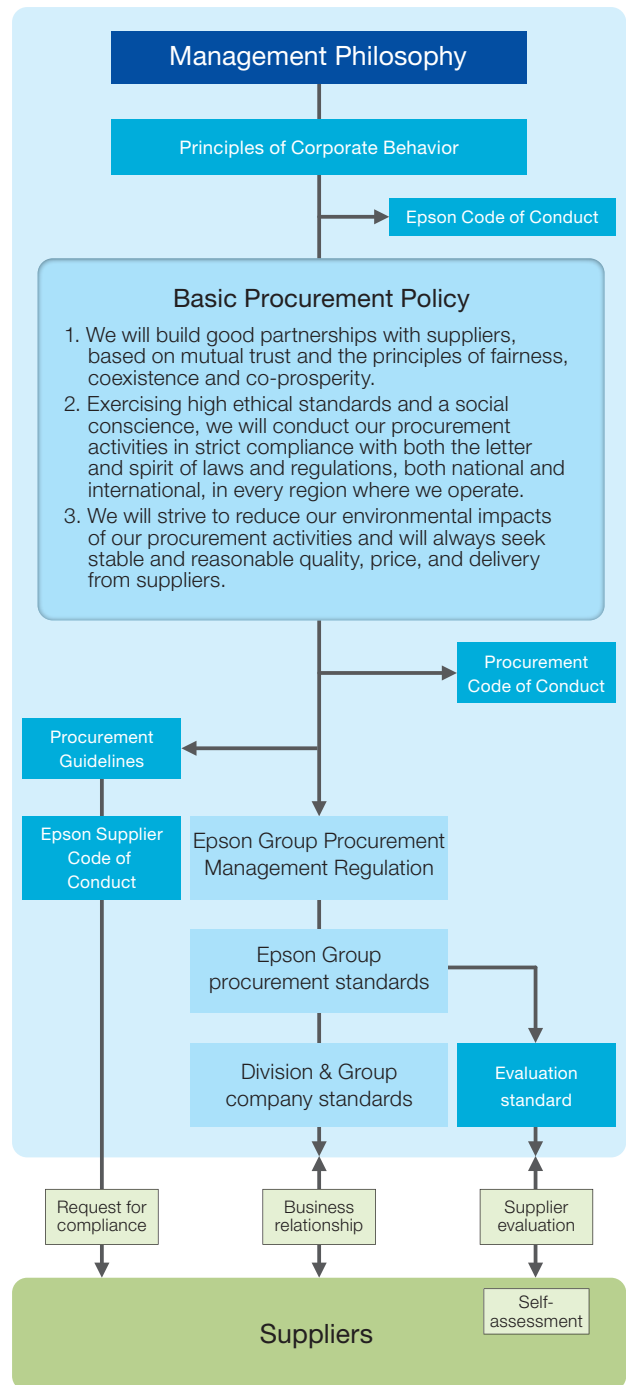 Management Philosophy
Principles of Corporate Behavior
Epson Code of Conduct
Basic Procurement Policy
1. We will build good partnerships with suppliers,
based on mutual trust and the principles of fairness,
coexistence and co-prosperity.
2. Exercising high ethical standards and a social
conscience, we will conduct our procurement
activities in strict compliance with both the letter
and spirit of laws and regulations, both national and
international, in every region where we operate.
3. We will strive to reduce our environmental impacts
of our procurement activities and will always seek
stable and reasonable quality, price, and delivery
from suppliers.
Procurement
Code of Conduct
Procurement
Guidelines
Epson Supplier
Code of
Conduct
Epson Group Procurement
Management Regulation
Epson Group
procurement standards
Division & Group
company standards
Evaluation
standard
Request for
compliance
Business
relationship
Supplier
evaluation
Self-
assessment
Suppliers